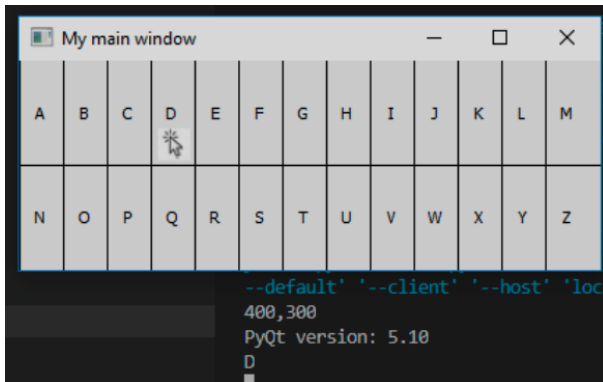 My main window
A B C D E F G H I J K L M
N O P Q R S T U V W X Y Z
--default' '--client' '--host' 'loc
400,300
PyQt version: 5.10
D